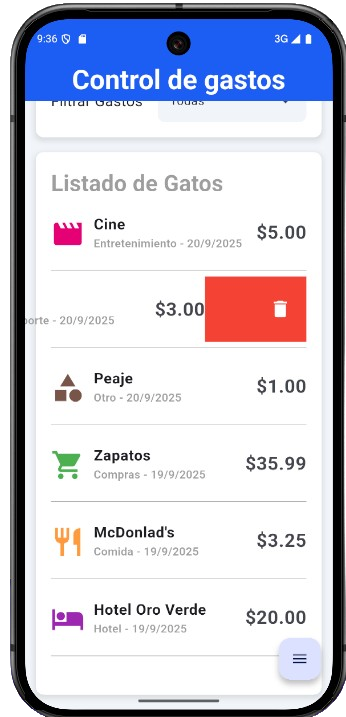 9:36
3G
Control de gastos
Filtrar Gastos
Todas
Listado de Gatos
Cine
Entretenimiento - 20/9/2025
$5.00
$3.00
porte - 20/9/2025
Peaje
Otro - 20/9/2025
$1.00
Zapatos
Compras - 19/9/2025
$35.99
McDonlad's
Comida - 19/9/2025
$3.25
Hotel Oro Verde
Hotel - 19/9/2025
$20.00